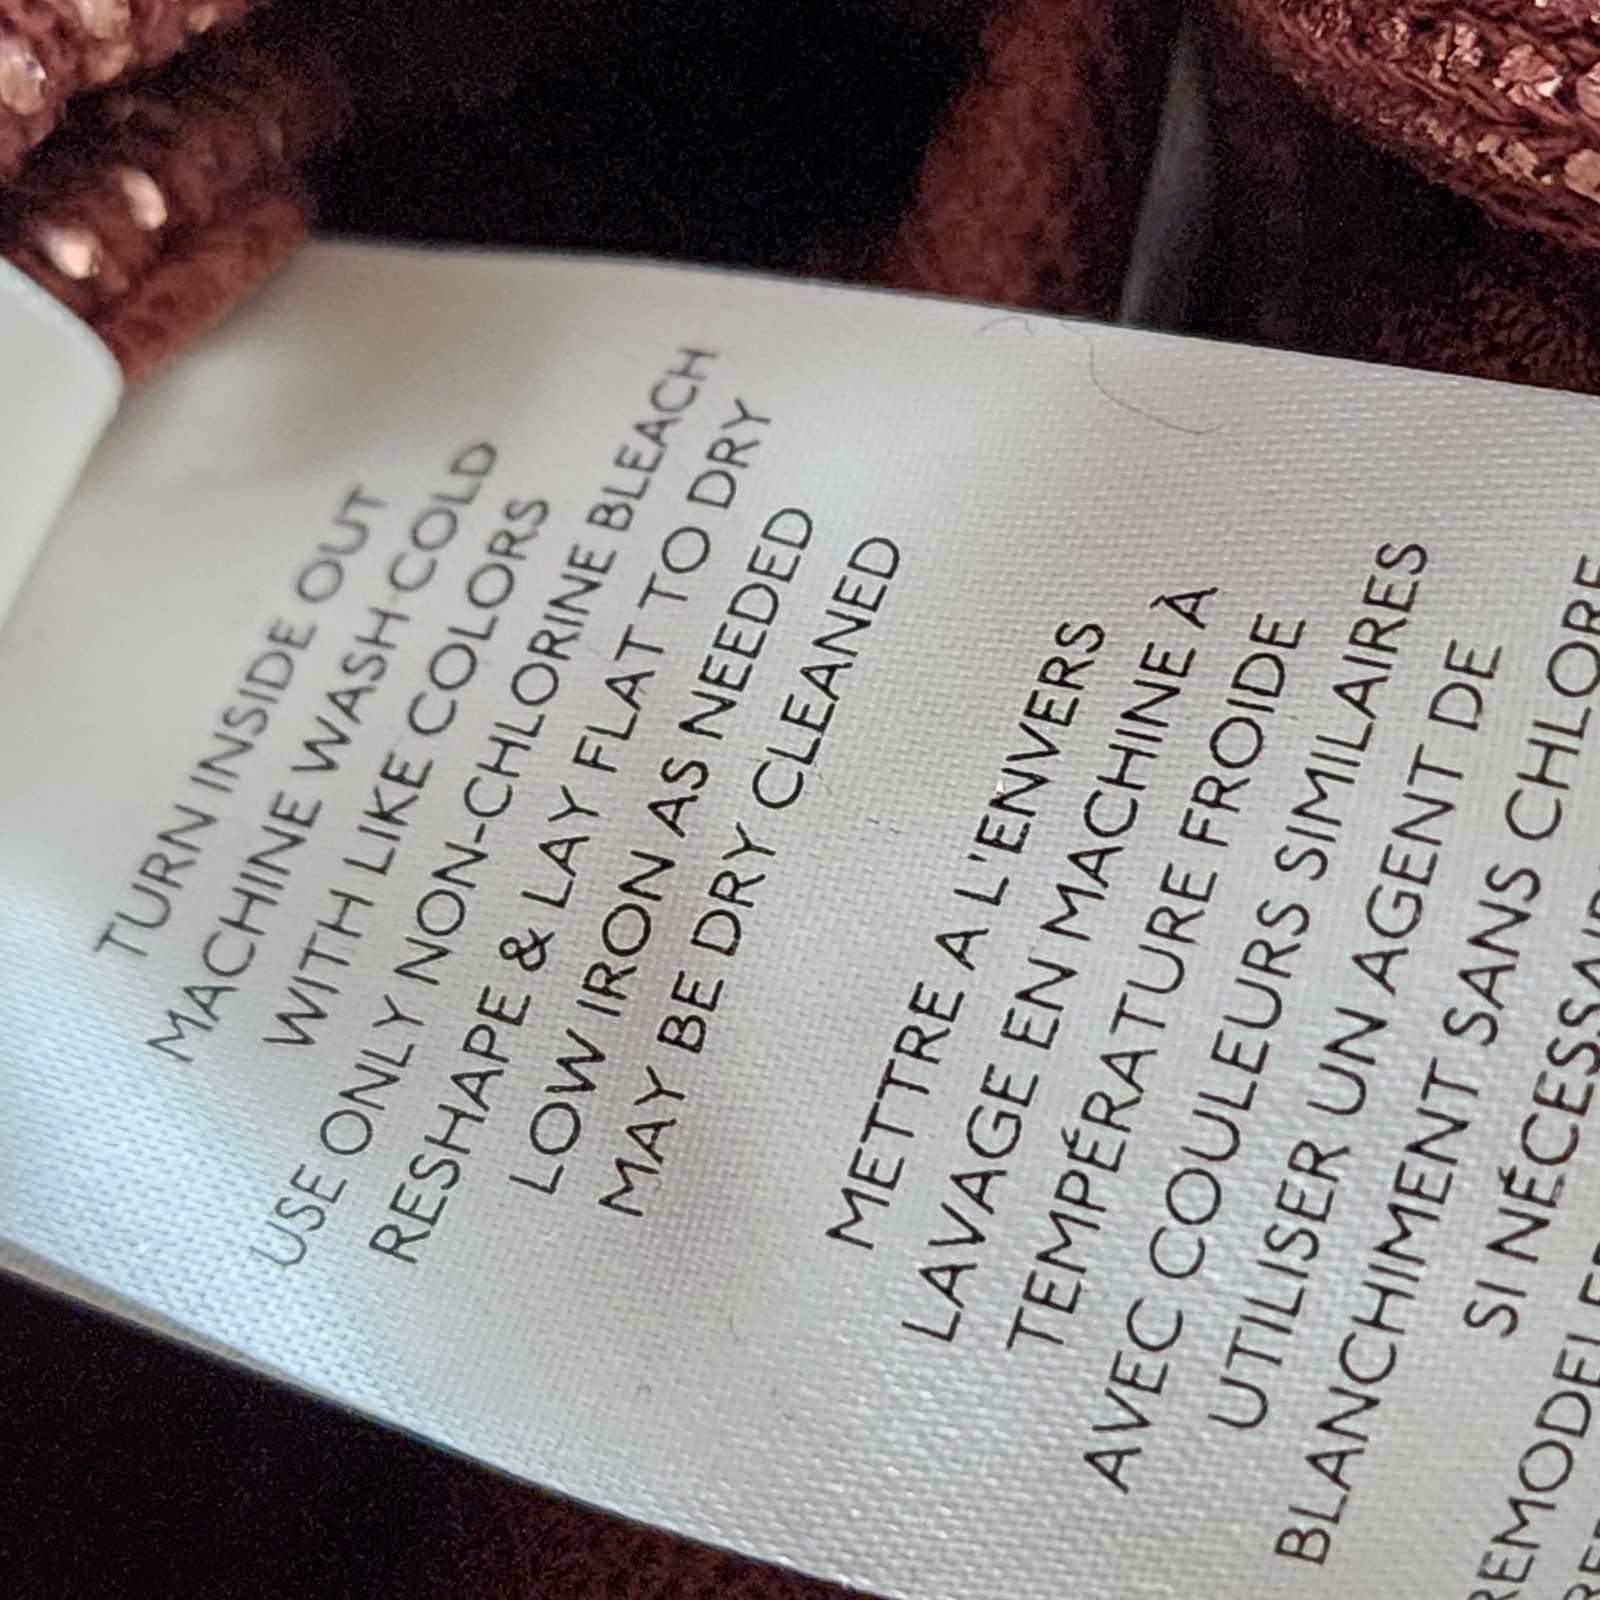 TURN INSIDE OUT
MACHINE WASH COLD
WITH LIKE COLORS
USE ONLY NON-CHLORINE BLEACH
RESHAPE & LAY FLAT TO DRY
LOW IRON AS NEEDED
MAY BE DRY CLEANED
METTRE A L'ENVERS
LAVAGE EN MACHINE À
TEMPÉRATURE FROIDE
AVEC COULEURS SIMILAIRES
UTILISER UN AGENT DE
BLANCHIMENT SANS CHLORE
SI